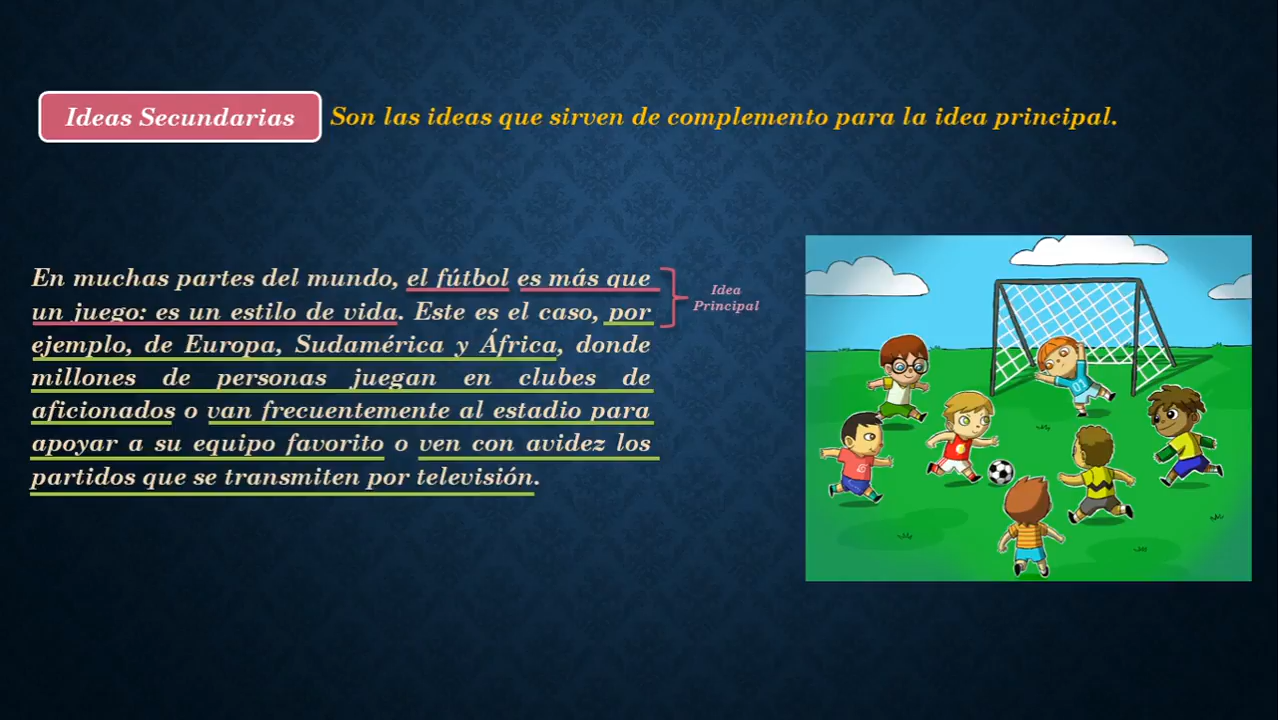 Ideas Secundarias Son las ideas que sirven de complemento para la idea principal.
En muchas partes del mundo, el fútbol es más que
un juego: es un estilo de vida. Este es el caso, por
ejemplo, de Europa, Sudamérica y África, donde
millones de personas juegan en clubes de
aficionados o van frecuentemente al estadio para
apoyar a su equipo favorito o ven con avidez los
partidos que se transmiten por televisión.
Idea
Principal
01